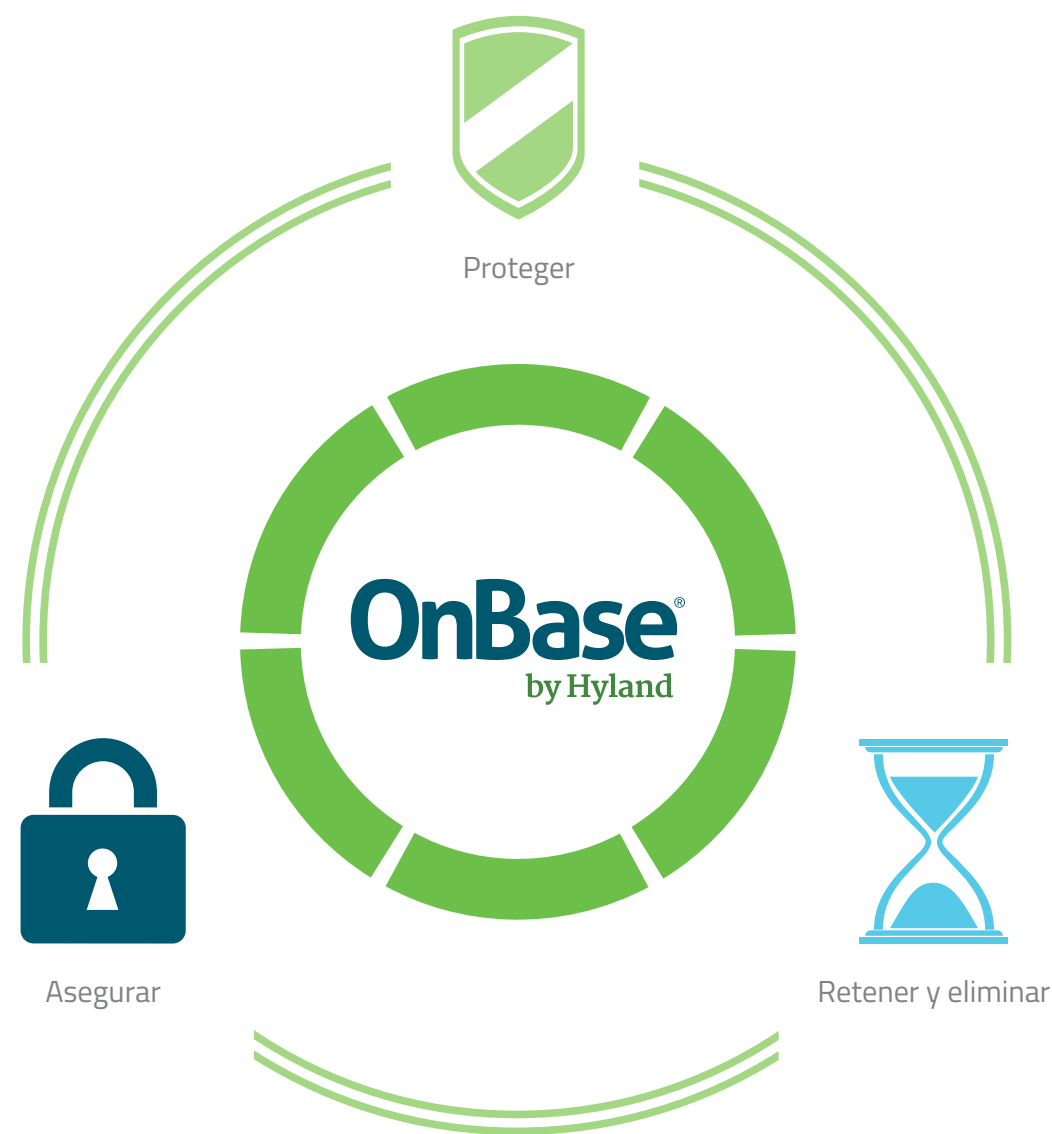 Proteger
OnBase®
by Hyland
Asegurar
Retener y eliminar